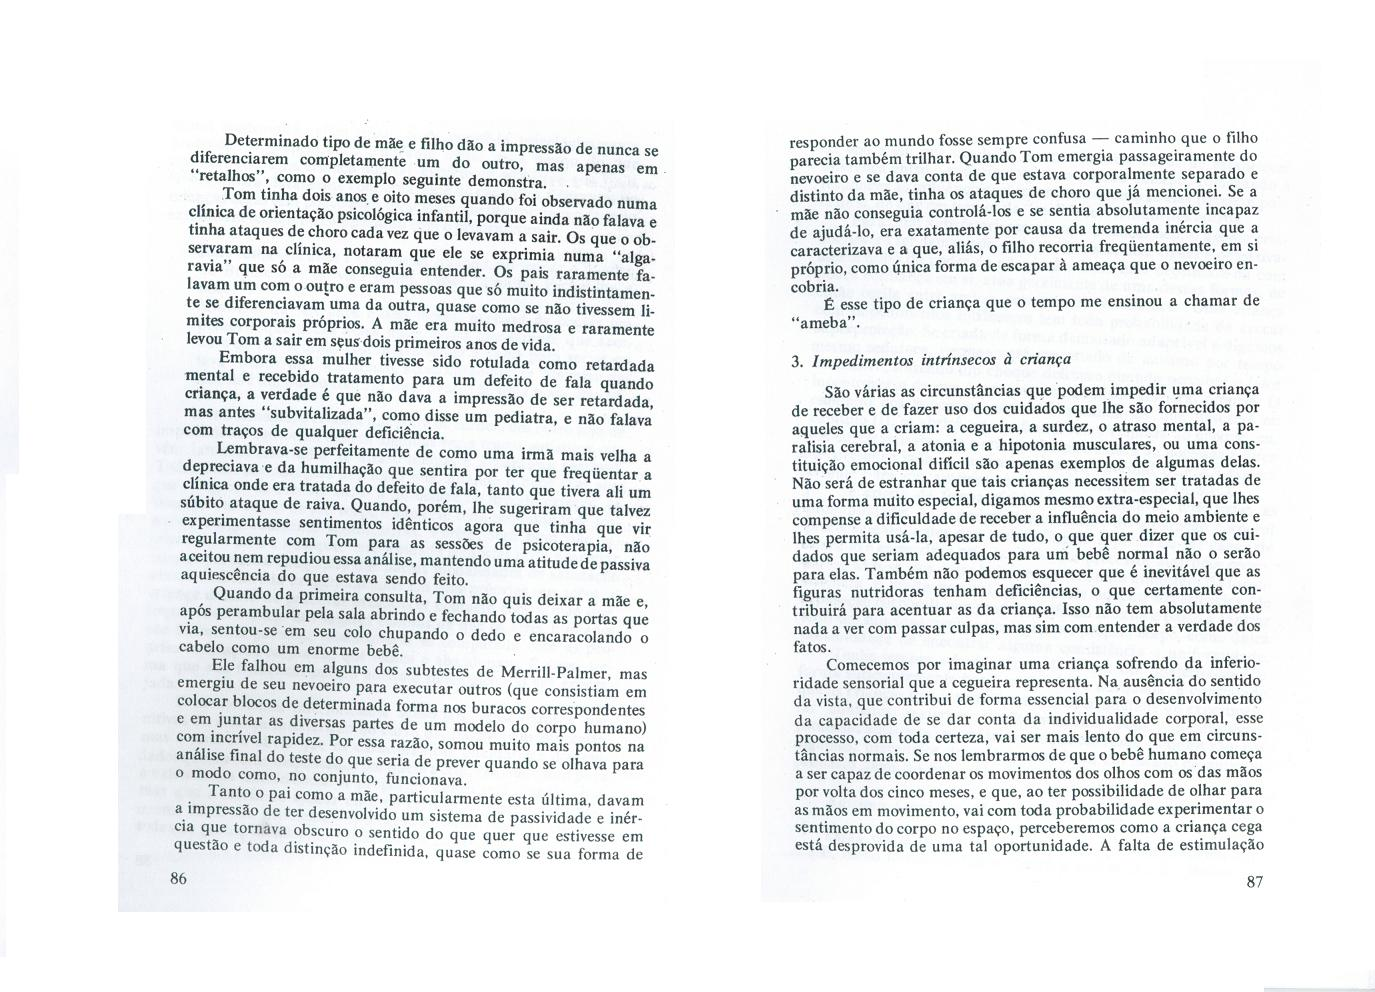 Determinado tipo de mãe e filho dão a impressão de nunca se
diferenciarem completamente um do outro, mas apenas em
“retalhos”, como o exemplo seguinte demonstra.
Tom tinha dois anos e oito meses quando foi observado numa
clínica de orientação psicológica infantil, porque ainda não falava e
tinha ataques de choro cada vez que o levavam a sair. Os que o ob-
servaram na clínica, notaram que ele se exprimia numa “alga-
ravia” que só a mãe conseguia entender. Os pais raramente fa-
lavam um com o outro e eram pessoas que só muito indistintamen-
te se diferenciavam uma da outra, quase como se não tivessem li-
mites corporais próprios. A mãe era muito medrosa e raramente
levou Tom a sair em seus dois primeiros anos de vida.
Embora essa mulher tivesse sido rotulada como retardada
mental e recebido tratamento para um defeito de fala quando
criança, a verdade é que não dava a impressão de ser retardada,
mas antes “subvitalizada”, como disse um pediatra, e não falava
com traços de qualquer deficiência.
Lembrava-se perfeitamente de como uma irmã mais velha a
depreciava e da humilhação que sentira por ter que freqüentar a
clínica onde era tratada do defeito de fala, tanto que tivera ali um
súbito ataque de raiva. Quando, porém, lhe sugeriram que talvez
experimentasse sentimentos idênticos agora que tinha que vir
regularmente com Tom para as sessões de psicoterapia, não
aceitou nem repudiou essa análise, mantendo uma atitude de passiva
aquiescência do que estava sendo feito.
Quando da primeira consulta, Tom não quis deixar a mãe e,
após perambular pela sala abrindo e fechando todas as portas que
via, sentou-se em seu colo chupando o dedo e encaracolando o
cabelo como um enorme bebê.
Ele falhou em alguns dos subtestes de Merrill-Palmer, mas
emergiu de seu nevoeiro para executar outros (que consistiam em
colocar blocos de determinada forma nos buracos correspondentes
e em juntar as diversas partes de um modelo do corpo humano)
com incrível rapidez. Por essa razão, somou muito mais pontos na
análise final do teste do que seria de prever quando se olhava para
o modo como, no conjunto, funcionava.
Tanto o pai como a mãe, particularmente esta última, davam
a impressão de ter desenvolvido um sistema de passividade e inér-
cia que tornava obscuro o sentido do que quer que estivesse em
questão e toda distinção indefinida, quase como se sua forma de
86
responder ao mundo fosse sempre confusa — caminho que o filho
parecia também trilhar. Quando Tom emergia passageiramente do
nevoeiro e se dava conta de que estava corporalmente separado e
distinto da mãe, tinha os ataques de choro que já mencionei. Se a
mãe não conseguia controlá-los e se sentia absolutamente incapaz
de ajudá-lo, era exatamente por causa da tremenda inércia que a
caracterizava e a que, aliás, o filho recorria freqüentemente, em si
próprio, como única forma de escapar à ameaça que o nevoeiro en-
cobria.
É esse tipo de criança que o tempo me ensinou a chamar de
“ameba”.
3. Impedimentos intrínsecos à criança
São várias as circunstâncias que podem impedir uma criança
de receber e de fazer uso dos cuidados que lhe são fornecidos por
aqueles que a criam: a cegueira, a surdez, o atraso mental, a pa-
ralisia cerebral, a atonia e a hipotonia musculares, ou uma cons-
tituição emocional difícil são apenas exemplos de algumas delas.
Não será de estranhar que tais crianças necessitem ser tratadas de
uma forma muito especial, digamos mesmo extra-especial, que lhes
compense a dificuldade de receber a influência do meio ambiente e
lhes permita usá-la, apesar de tudo, o que quer dizer que os cui-
dados que seriam adequados para um bebê normal não o serão
para elas. Também não podemos esquecer que é inevitável que as
figuras nutridoras tenham deficiências, o que certamente con-
tribuirá para acentuar as da criança. Isso não tem absolutamente
nada a ver com passar culpas, mas sim com entender a verdade dos
fatos.
Comecemos por imaginar uma criança sofrendo da inferio-
ridade sensorial que a cegueira representa. Na ausência do sentido
da vista, que contribui de forma essencial para o desenvolvimento
da capacidade de se dar conta da individualidade corporal, esse
processo, com toda certeza, vai ser mais lento do que em circuns-
tâncias normais. Se nos lembrarmos de que o bebê humano começa
a ser capaz de coordenar os movimentos dos olhos com os das mãos
por volta dos cinco meses, e que, ao ter possibilidade de olhar para
as mãos em movimento, vai com toda probabilidade experimentar o
sentimento do corpo no espaço, perceberemos como a criança cega
está desprovida de uma tal oportunidade. A falta de estimulação
87